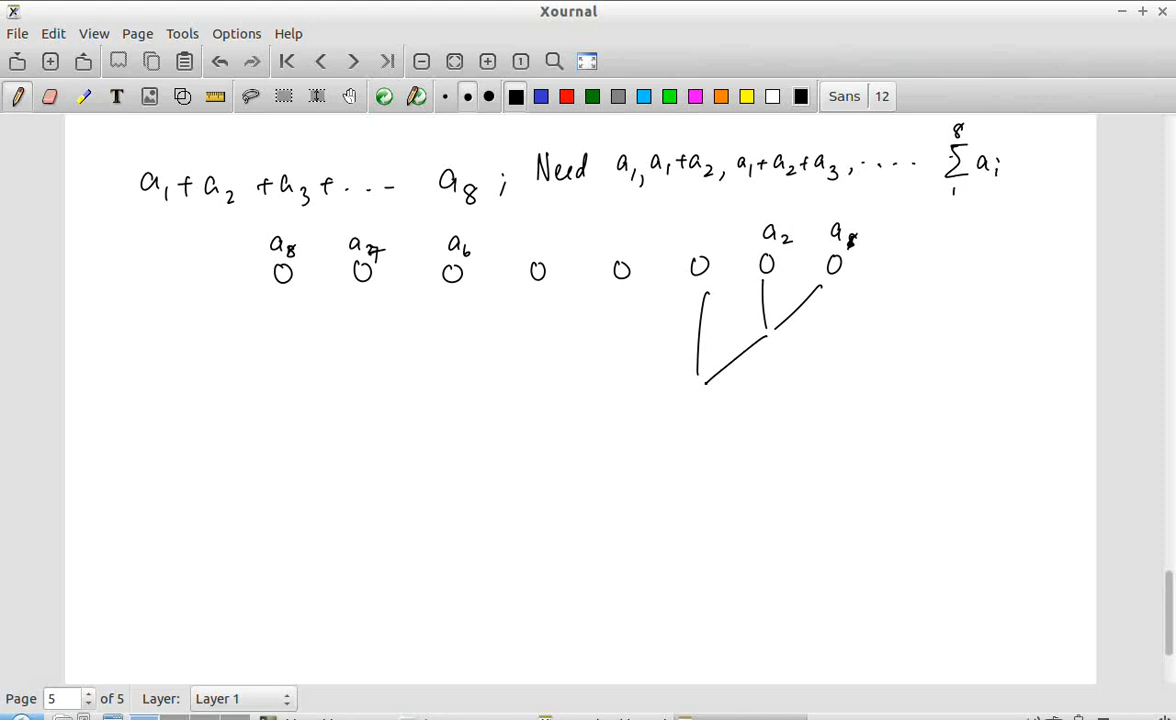 Xournal
File Edit View Page Tools Options Help
Sans 12
a₁ + a₂ + a₃ + ... a₈ ; Need a₁, a₁+a₂, a₁+a₂+a₃, .... Σ₁⁸ aᵢ
a₈ a₇ a₆ a₂ a₁
O O O O O O O O
Page 5 of 5 Layer: Layer 1